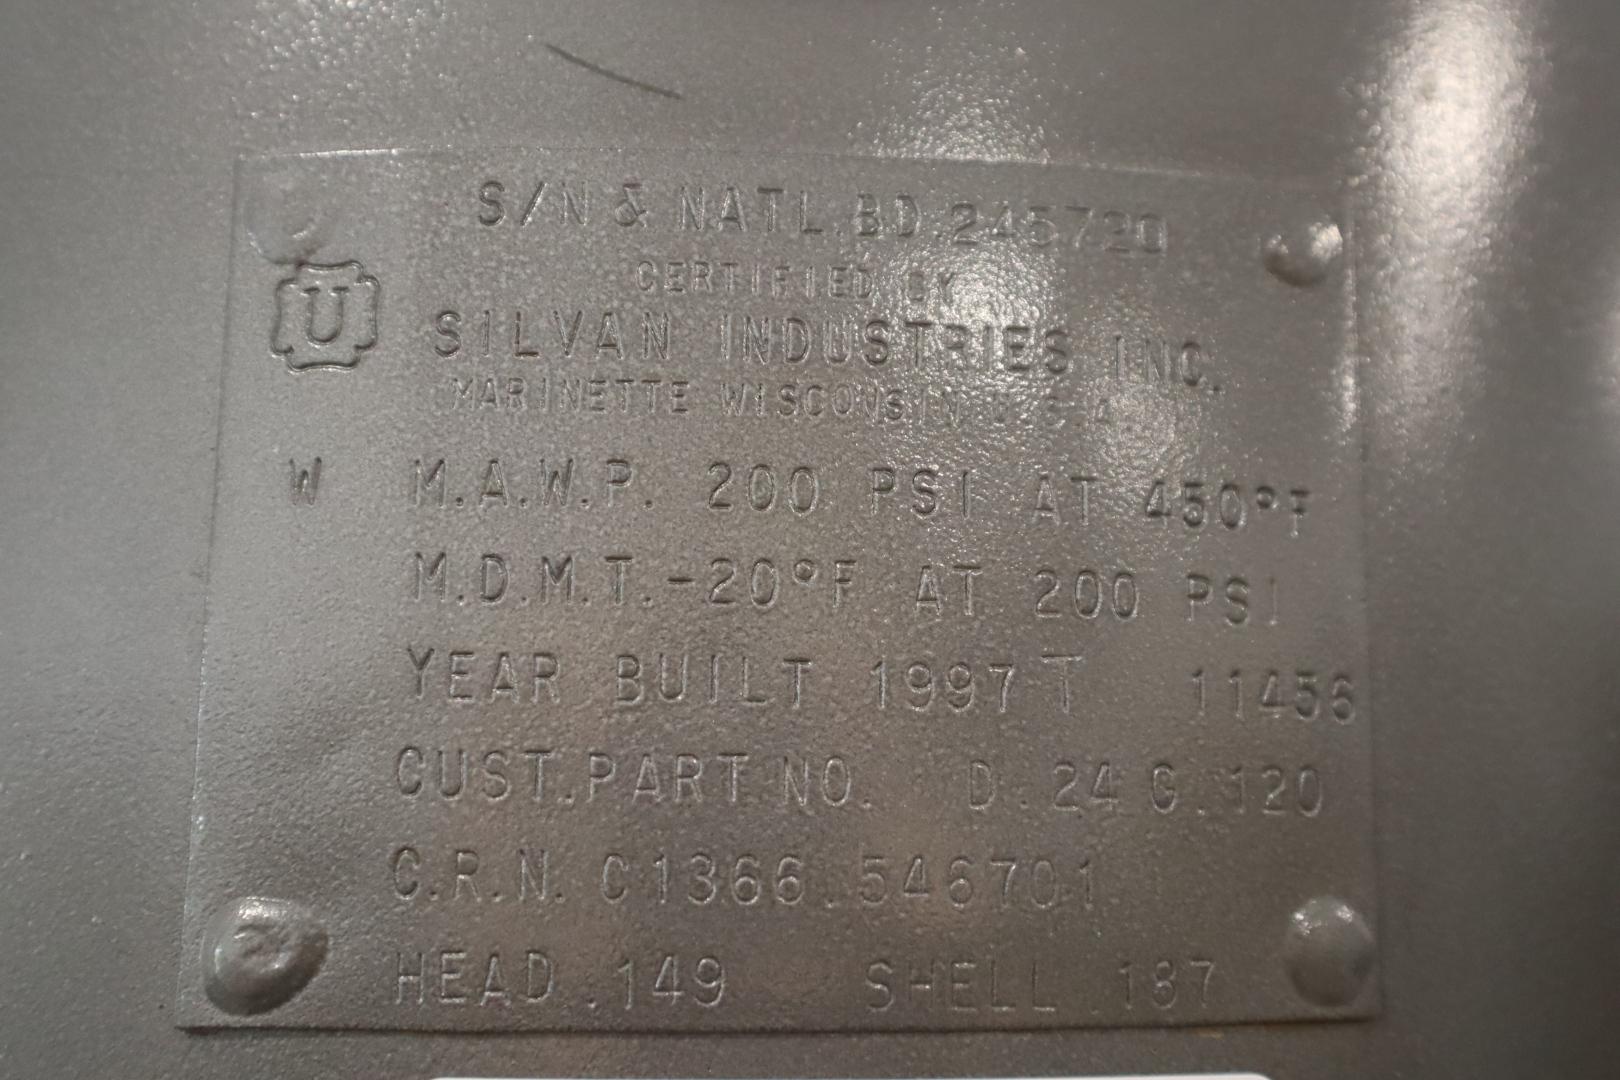 S/N & NATL.BD.245720
CERTIFIED BY
U
SILVAN INDUSTRIES INC.
MARINETTE WISCONSIN U.S.A.
W M.A.W.P. 200 PSI AT 450°F
M.D.M.T.-20°F AT 200 PSI
YEAR BUILT 1997 T 11456
CUST.PART NO. D.24 G.120
C.R.N. C1366.546701
HEAD .149 SHELL .187